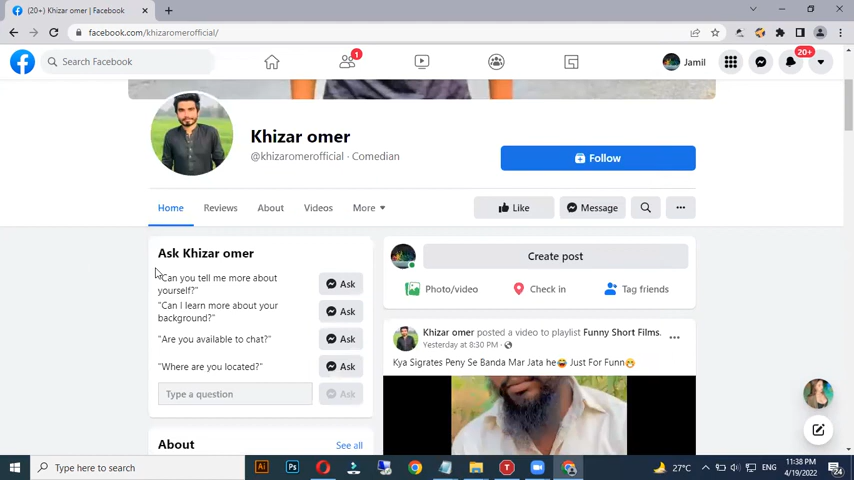 (20+) Khizar omer | Facebook
facebook.com/khizaromerofficial/
Search Facebook
1
Jamil
20+
Khizar omer
@khizaromerofficial · Comedian
Follow
Home Reviews About Videos More
Like Message
Ask Khizar omer
"Can you tell me more about
yourself?"
Ask
"Can I learn more about your
background?"
Ask
"Are you available to chat?" Ask
"Where are you located?" Ask
Type a question Ask
About See all
Create post
Photo/video Check in Tag friends
Khizar omer posted a video to playlist Funny Short Films.
Yesterday at 8:30 PM ·
Kya Sigrates Peny Se Banda Mar Jata he😂 Just For Funn🤭
Type here to search
Ai
Ps
27°C
ENG
11:38 PM
4/19/2022
24